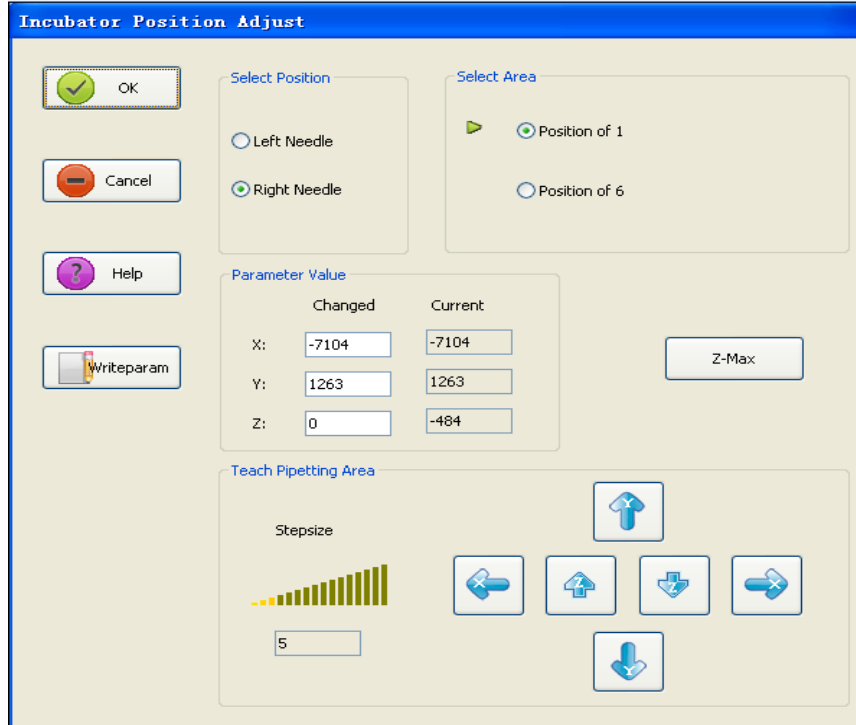 Incubator Position Adjust
OK
Cancel
Help
Writeparam
Select Position
Left Needle
Right Needle
Select Area
Position of 1
Position of 6
Parameter Value
Changed Current
X: -7104 -7104
Y: 1263 1263
Z: 0 -484
Z-Max
Teach Pipetting Area
Stepsize
5
Y
X Z Z X
Y